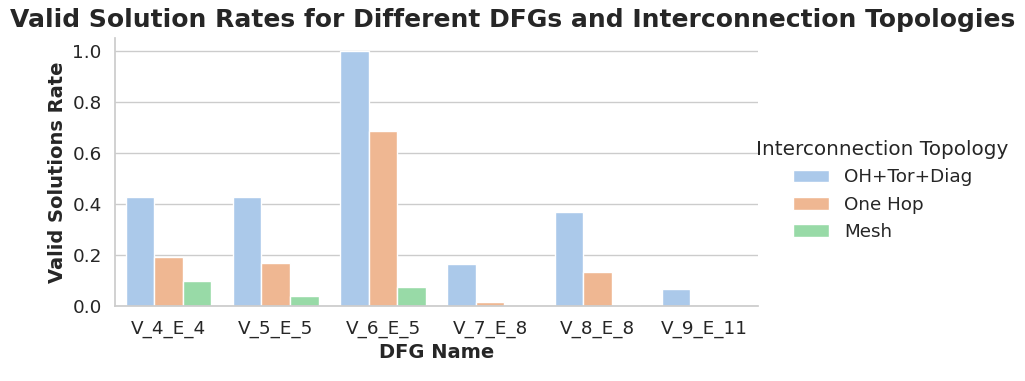 Valid Solution Rates for Different DFGs and Interconnection Topologies
Valid Solutions Rate
1.0
0.8
0.6
0.4
0.2
0.0
V_4_E_4
V_5_E_5
V_6_E_5
V_7_E_8
V_8_E_8
V_9_E_11
DFG Name
Interconnection Topology
OH+Tor+Diag
One Hop
Mesh